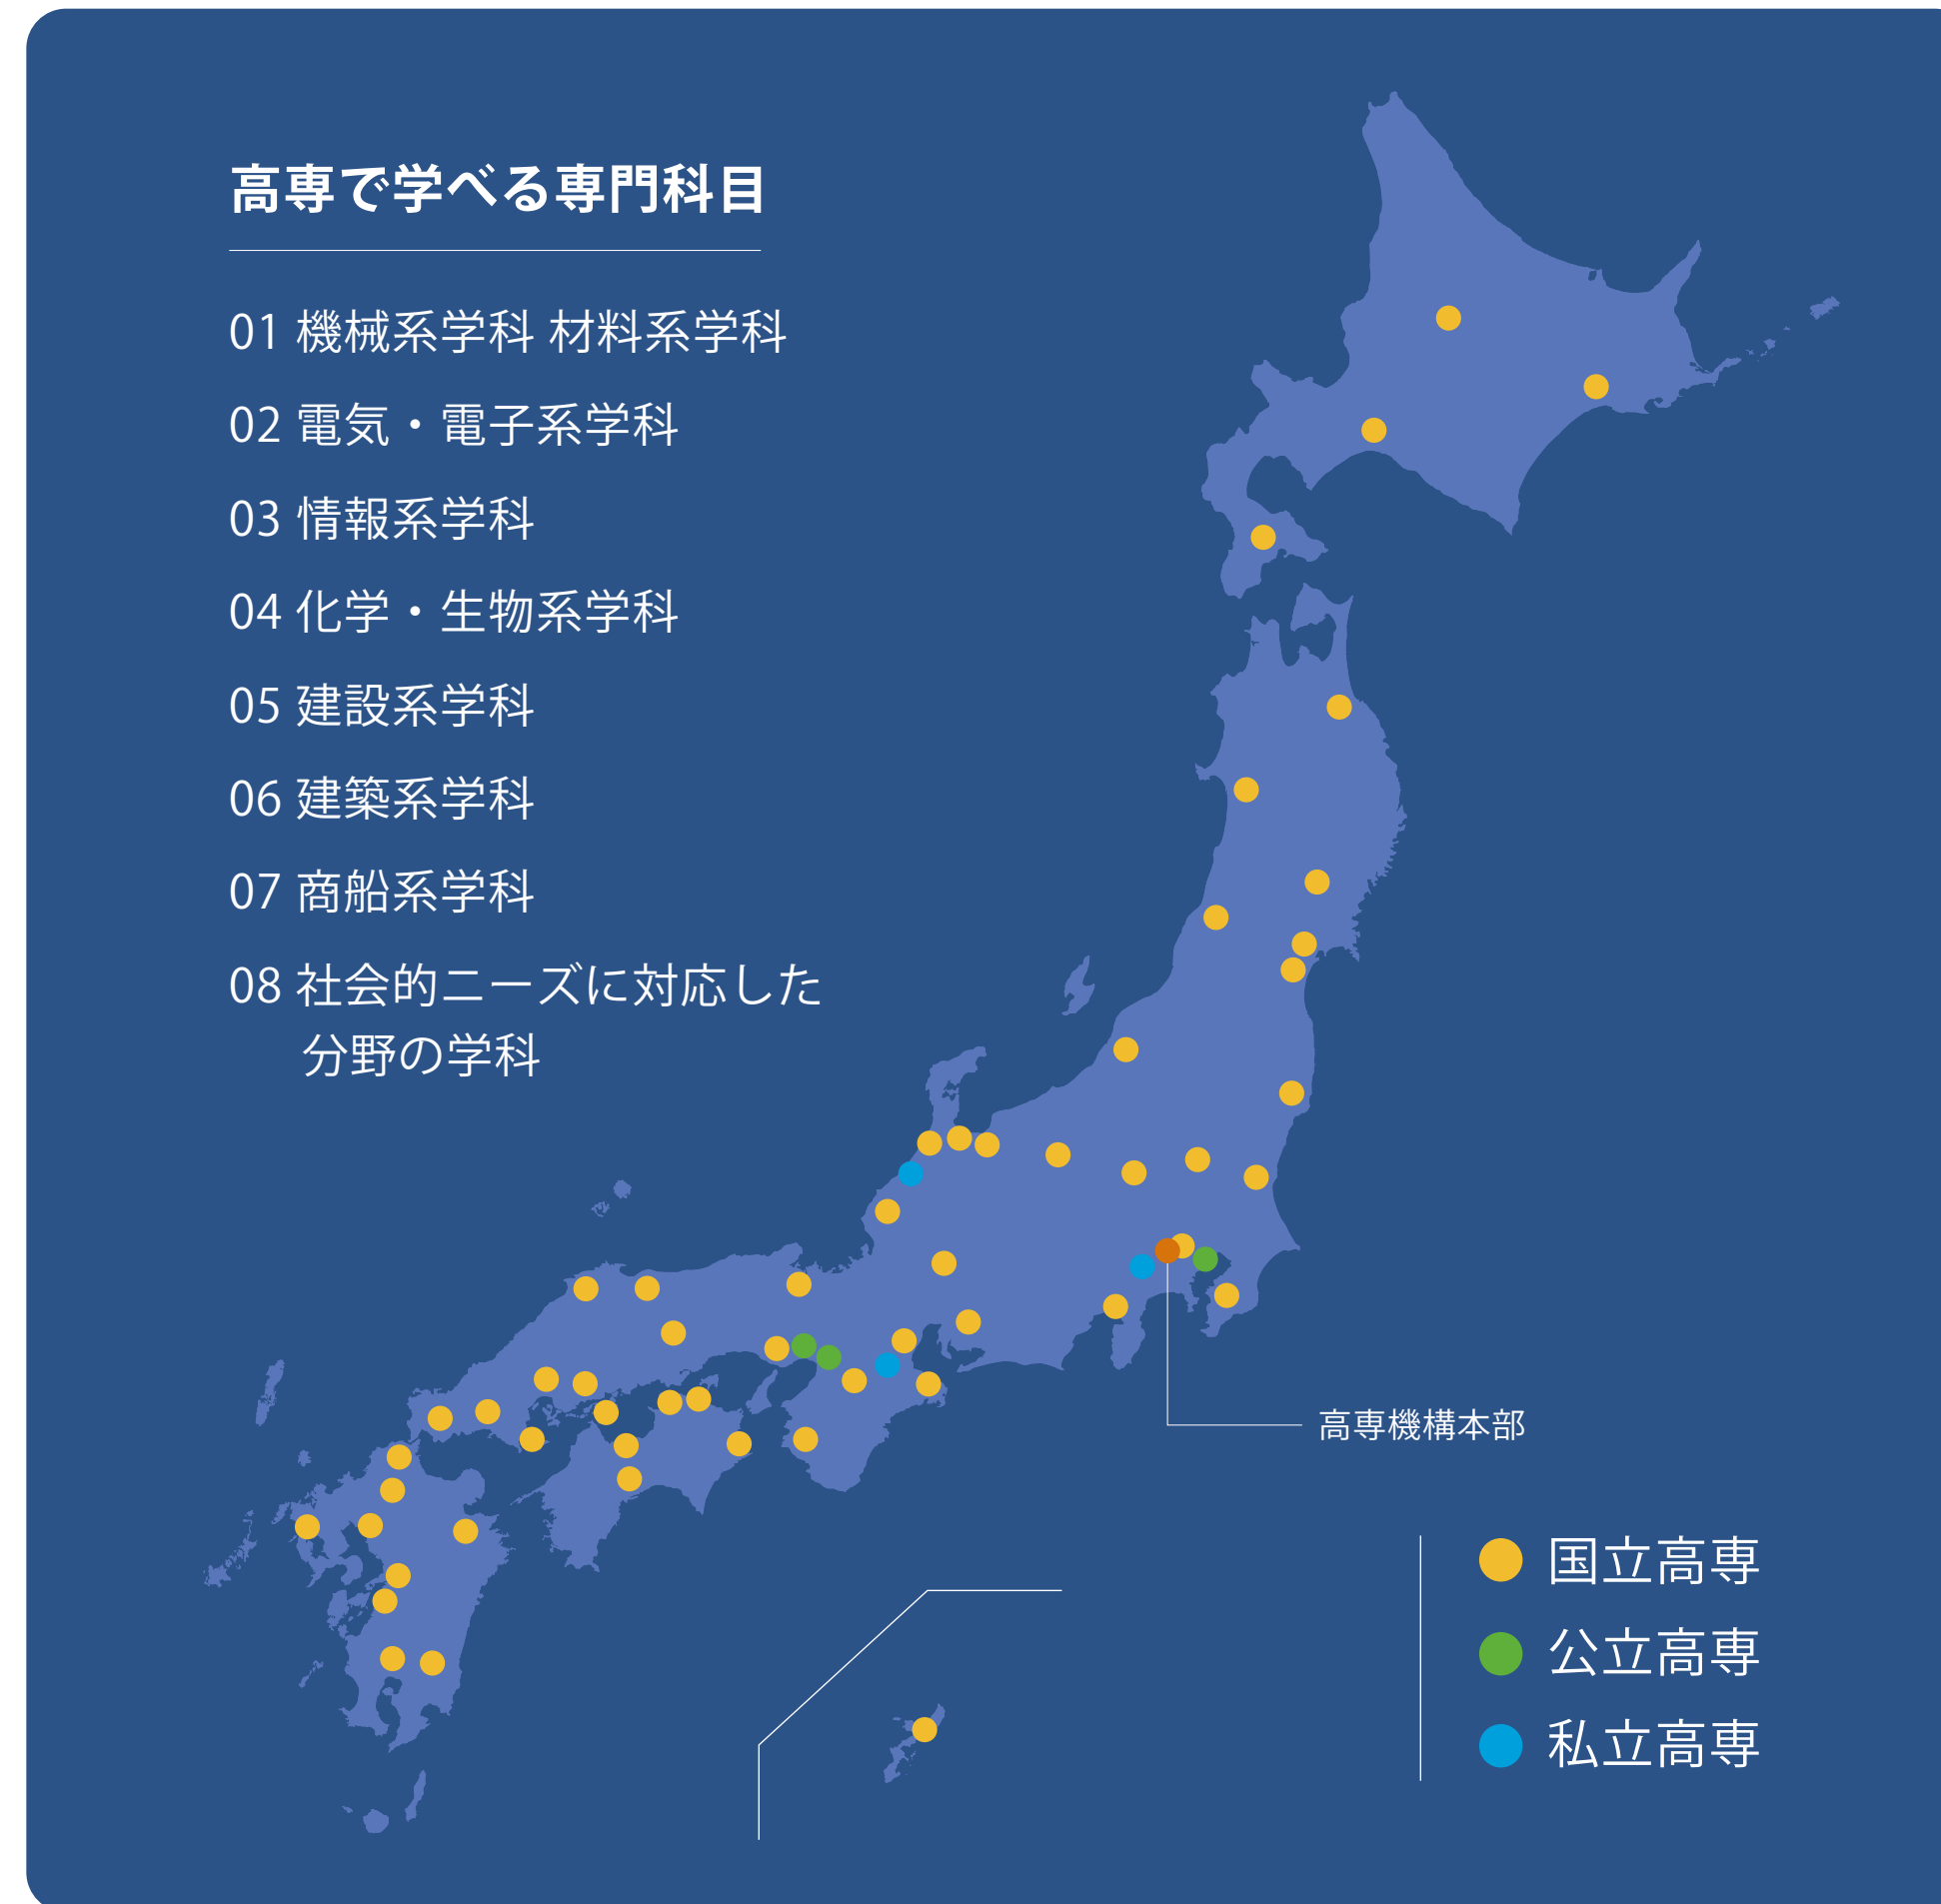 高専で学べる専門科目
01 機械系学科 材料系学科
02 電気・電子系学科
03 情報系学科
04 化学・生物系学科
05 建設系学科
06 建築系学科
07 商船系学科
08 社会的ニーズに対応した
分野の学科
高専機構本部
国立高専
公立高専
私立高専